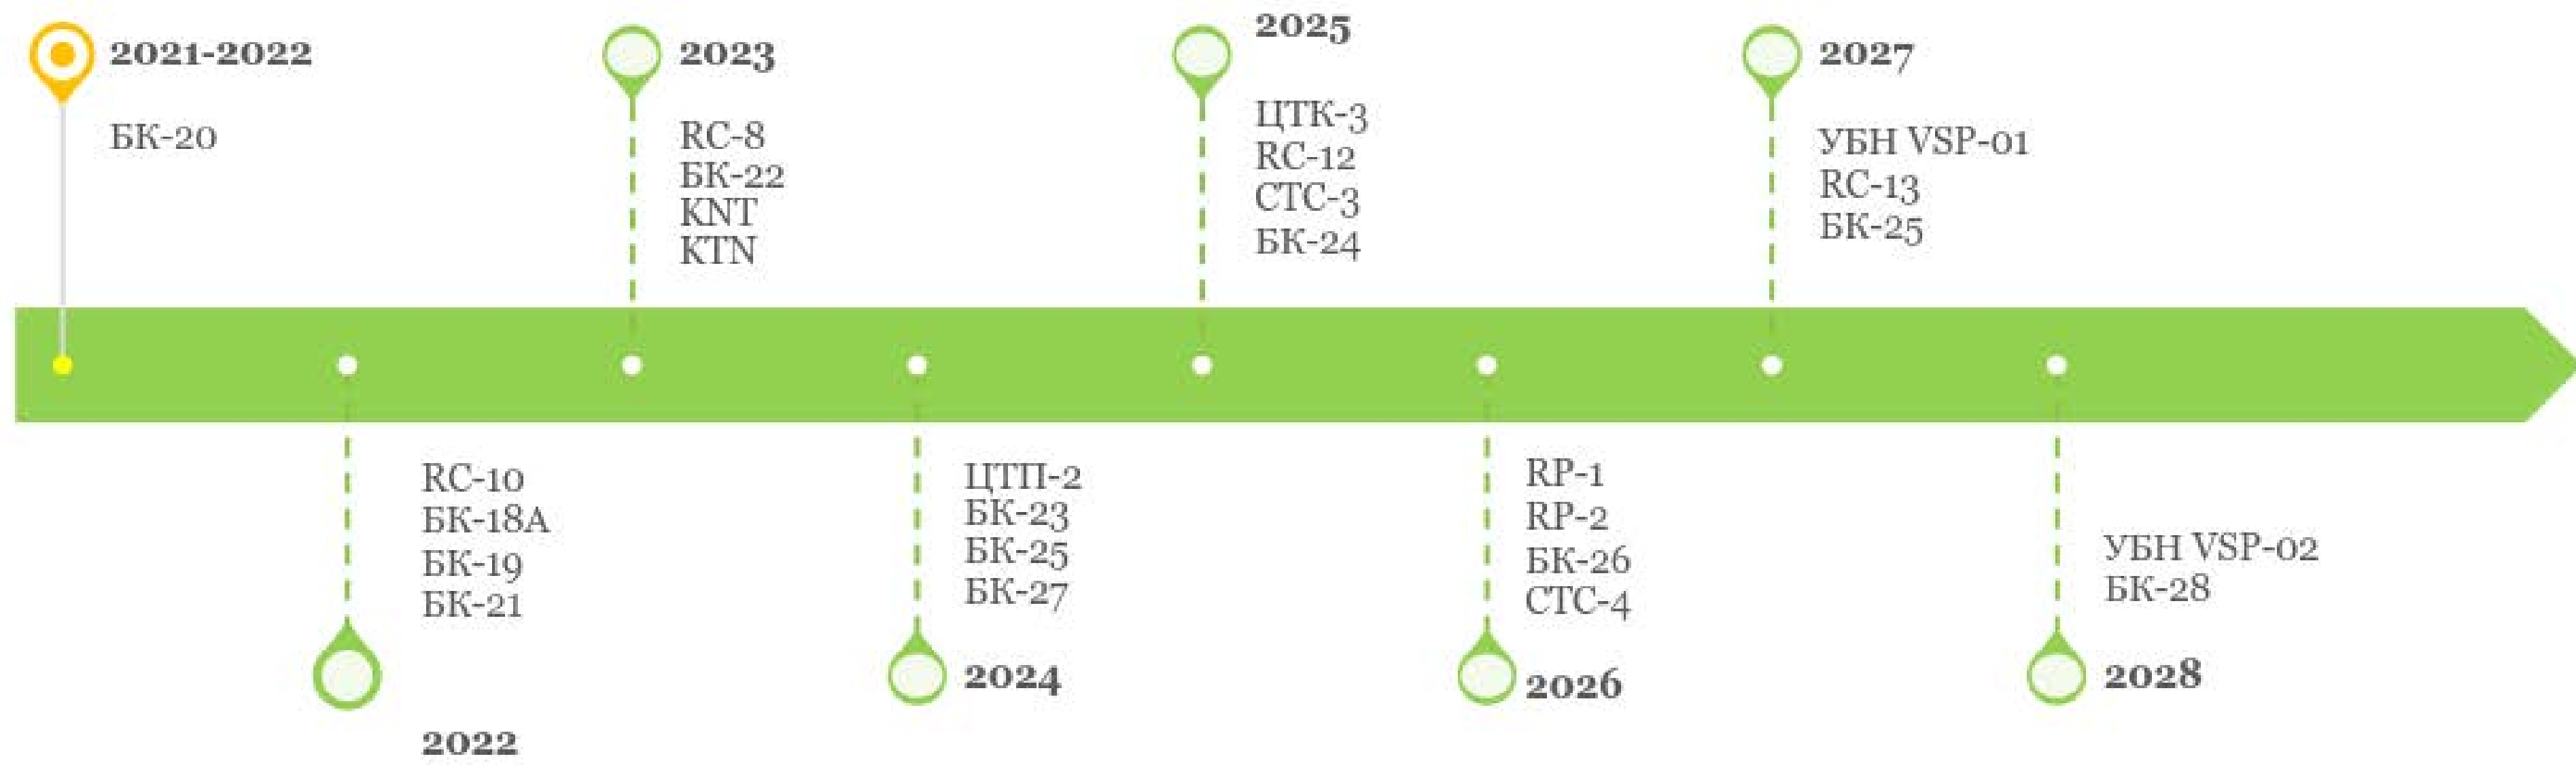 2021-2022
БК-20
RC-10
БК-18А
БК-19
БК-21
2022
2023
RC-8
БК-22
KNT
KTN
ЦТП-2
БК-23
БК-25
БК-27
2024
2025
ЦТК-3
RC-12
СТС-3
БК-24
RP-1
RP-2
БК-26
СТС-4
2026
2027
УБН VSP-01
RC-13
БК-25
УБН VSP-02
БК-28
2028